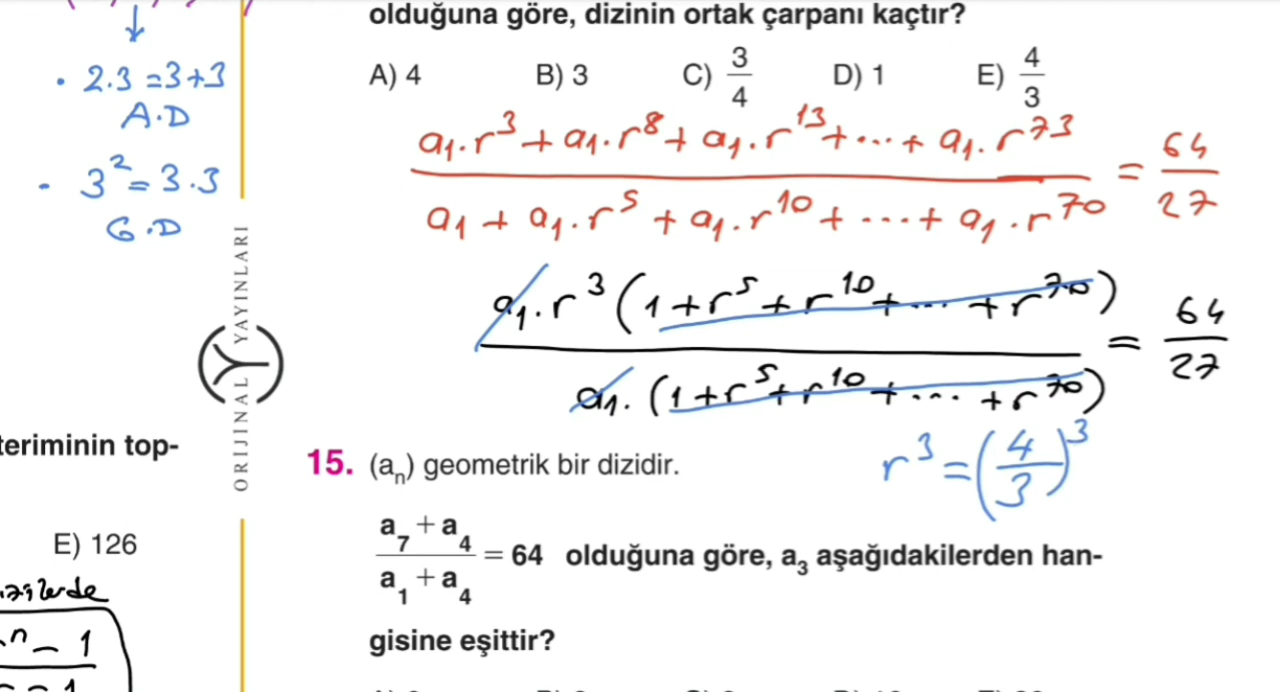 olduğuna göre, dizinin ortak çarpanı kaçtır?
A) 4 B) 3 C) 3/4 D) 1 E) 4/3
• 2.3 = 3+3
A.D
• 3² = 3.3
G.D
(a₁.r³ + a₁.r⁸ + a₁.r¹³ + ... + a₁.r⁷³) / (a₁ + a₁.r⁵ + a₁.r¹⁰ + ... + a₁.r⁷⁰) = 64/27
a₁.r³ (1 + r⁵ + r¹⁰ + ... + r⁷⁰) / a₁. (1 + r⁵ + r¹⁰ + ... + r⁷⁰) = 64/27
r³ = (4/3)³
ORİJİNAL YAYINLARI
teriminin top-
E) 126
15. (aₙ) geometrik bir dizidir.
(a₇ + a₄) / (a₁ + a₄) = 64 olduğuna göre, a₃ aşağıdakilerden han-
gisine eşittir?